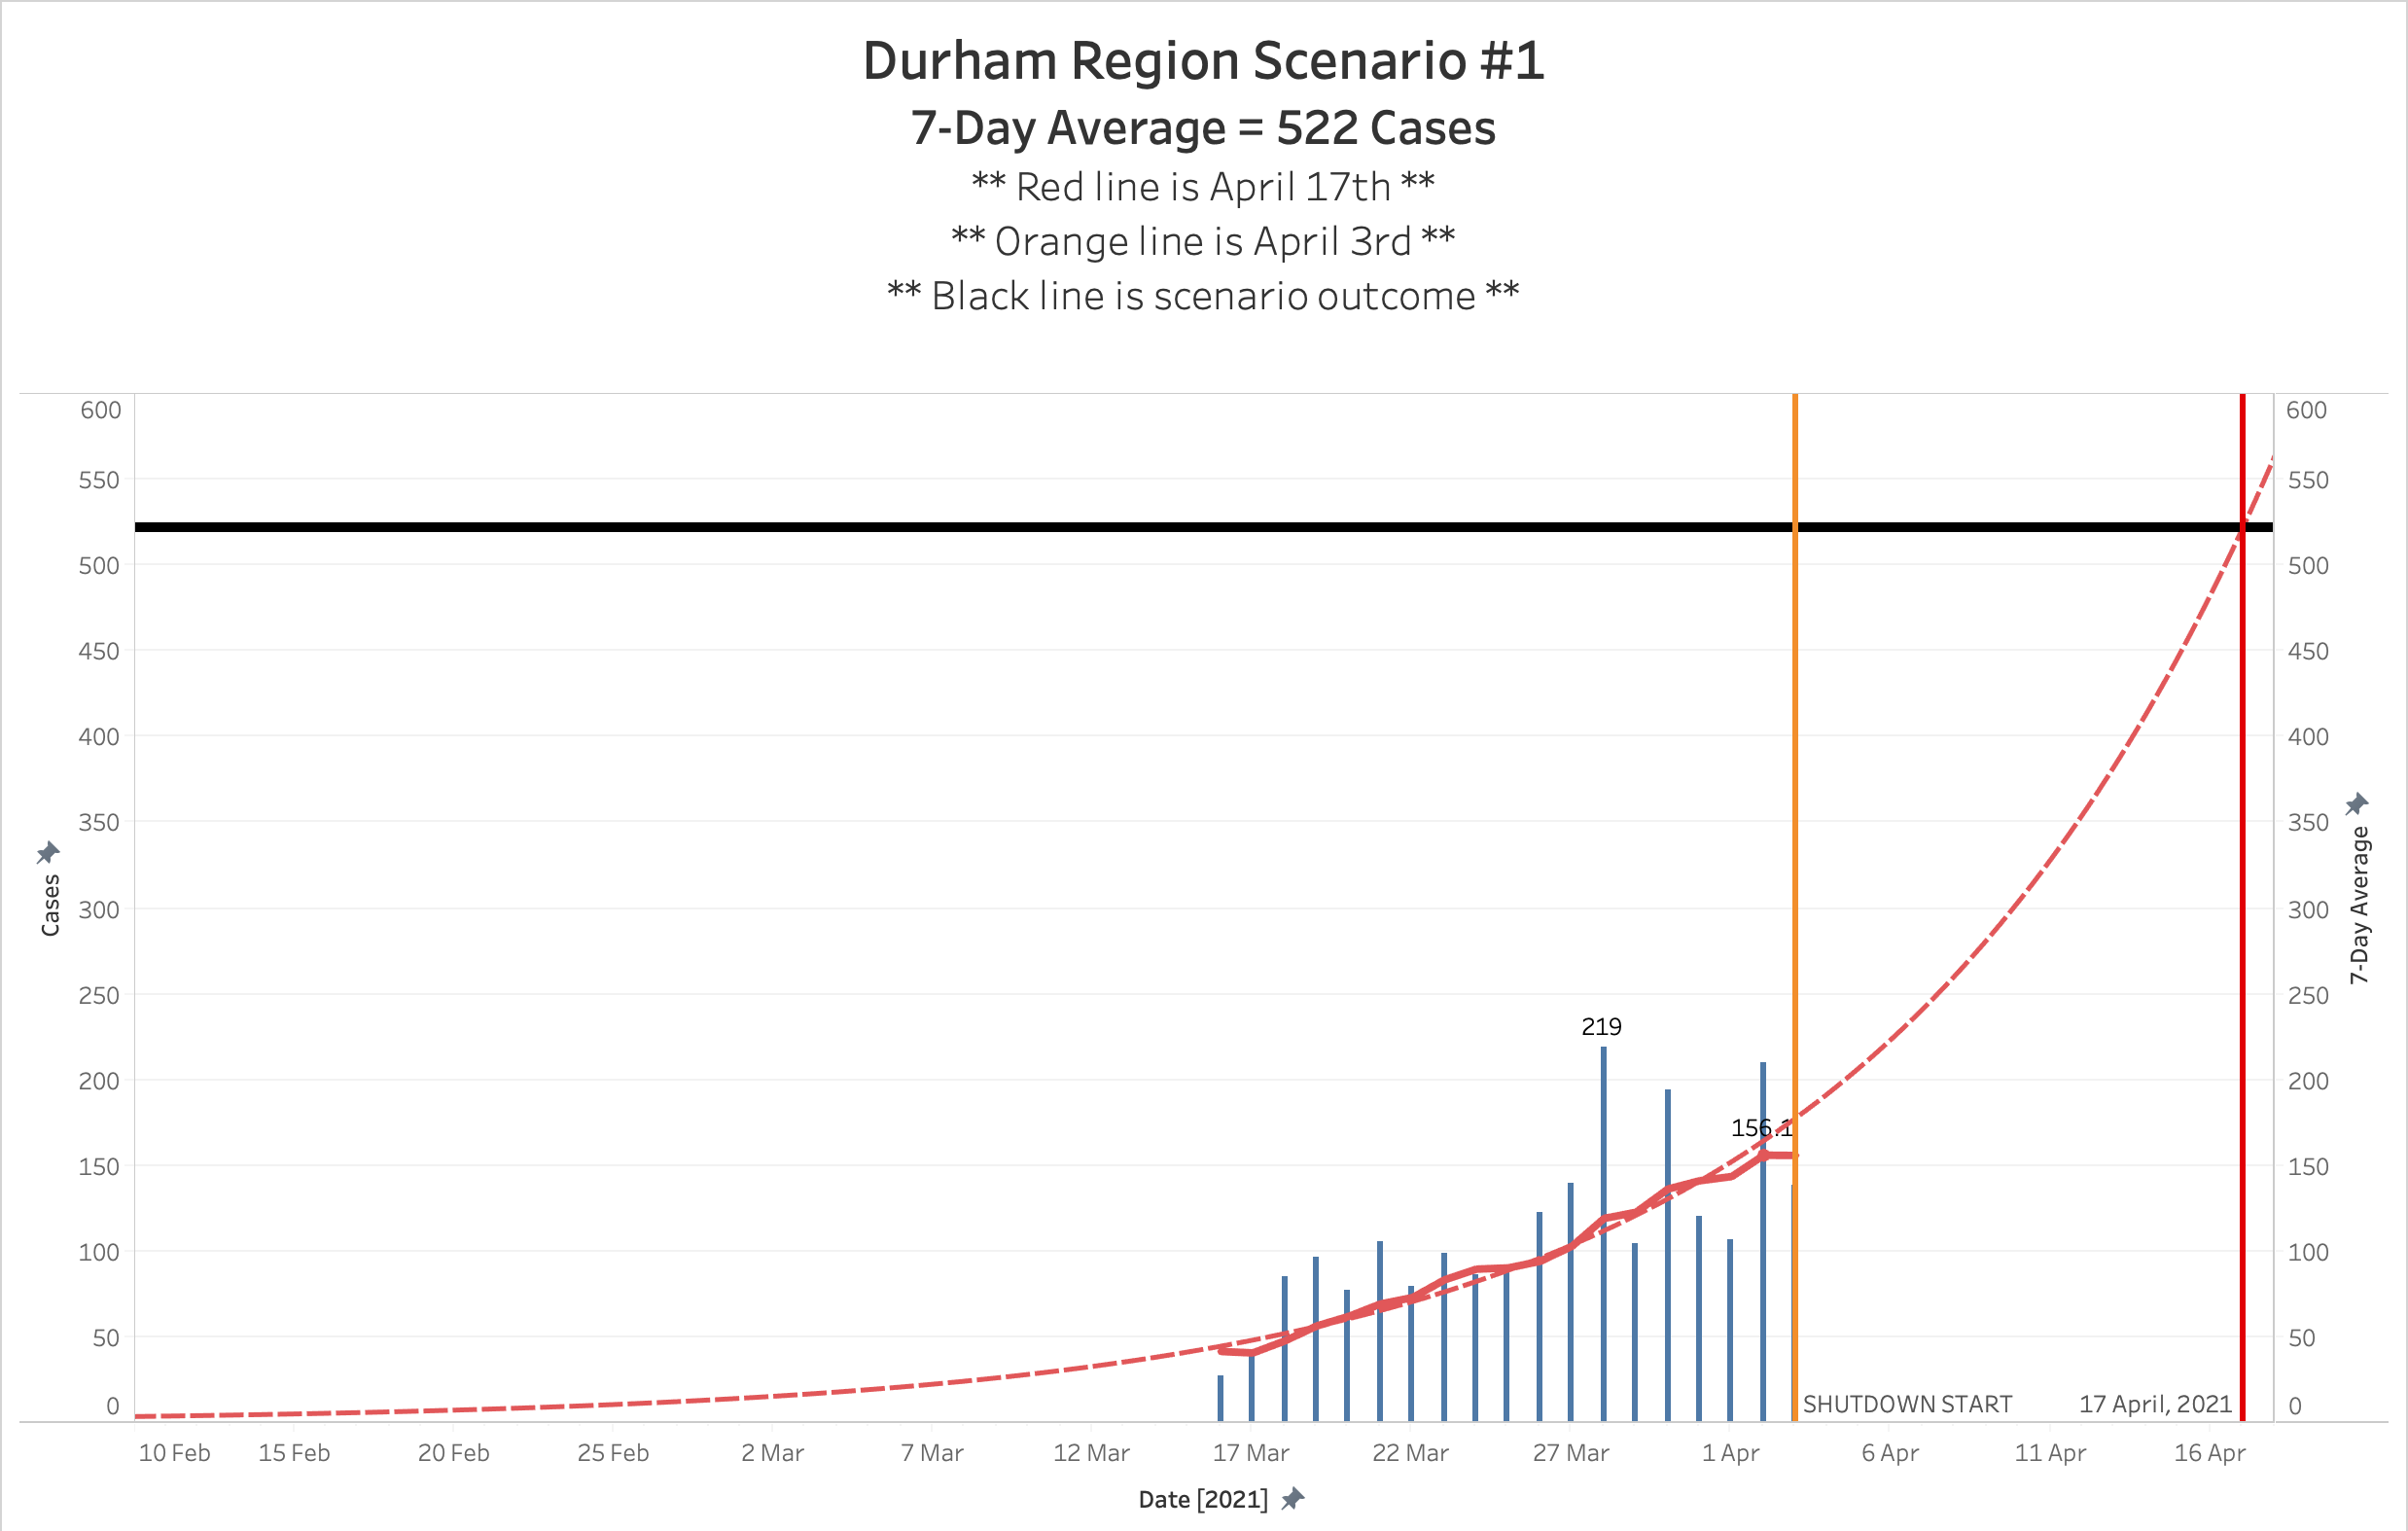 Durham Region Scenario #1
7-Day Average = 522 Cases
** Red line is April 17th **
** Orange line is April 3rd **
** Black line is scenario outcome **
600
550
500
450
400
350
300
250
200
150
100
50
0
Cases
219
156.1
SHUTDOWN START
17 April, 2021
600
550
500
450
400
350
300
250
200
150
100
50
0
7-Day Average
10 Feb 15 Feb 20 Feb 25 Feb 2 Mar 7 Mar 12 Mar 17 Mar 22 Mar 27 Mar 1 Apr 6 Apr 11 Apr 16 Apr
Date [2021]